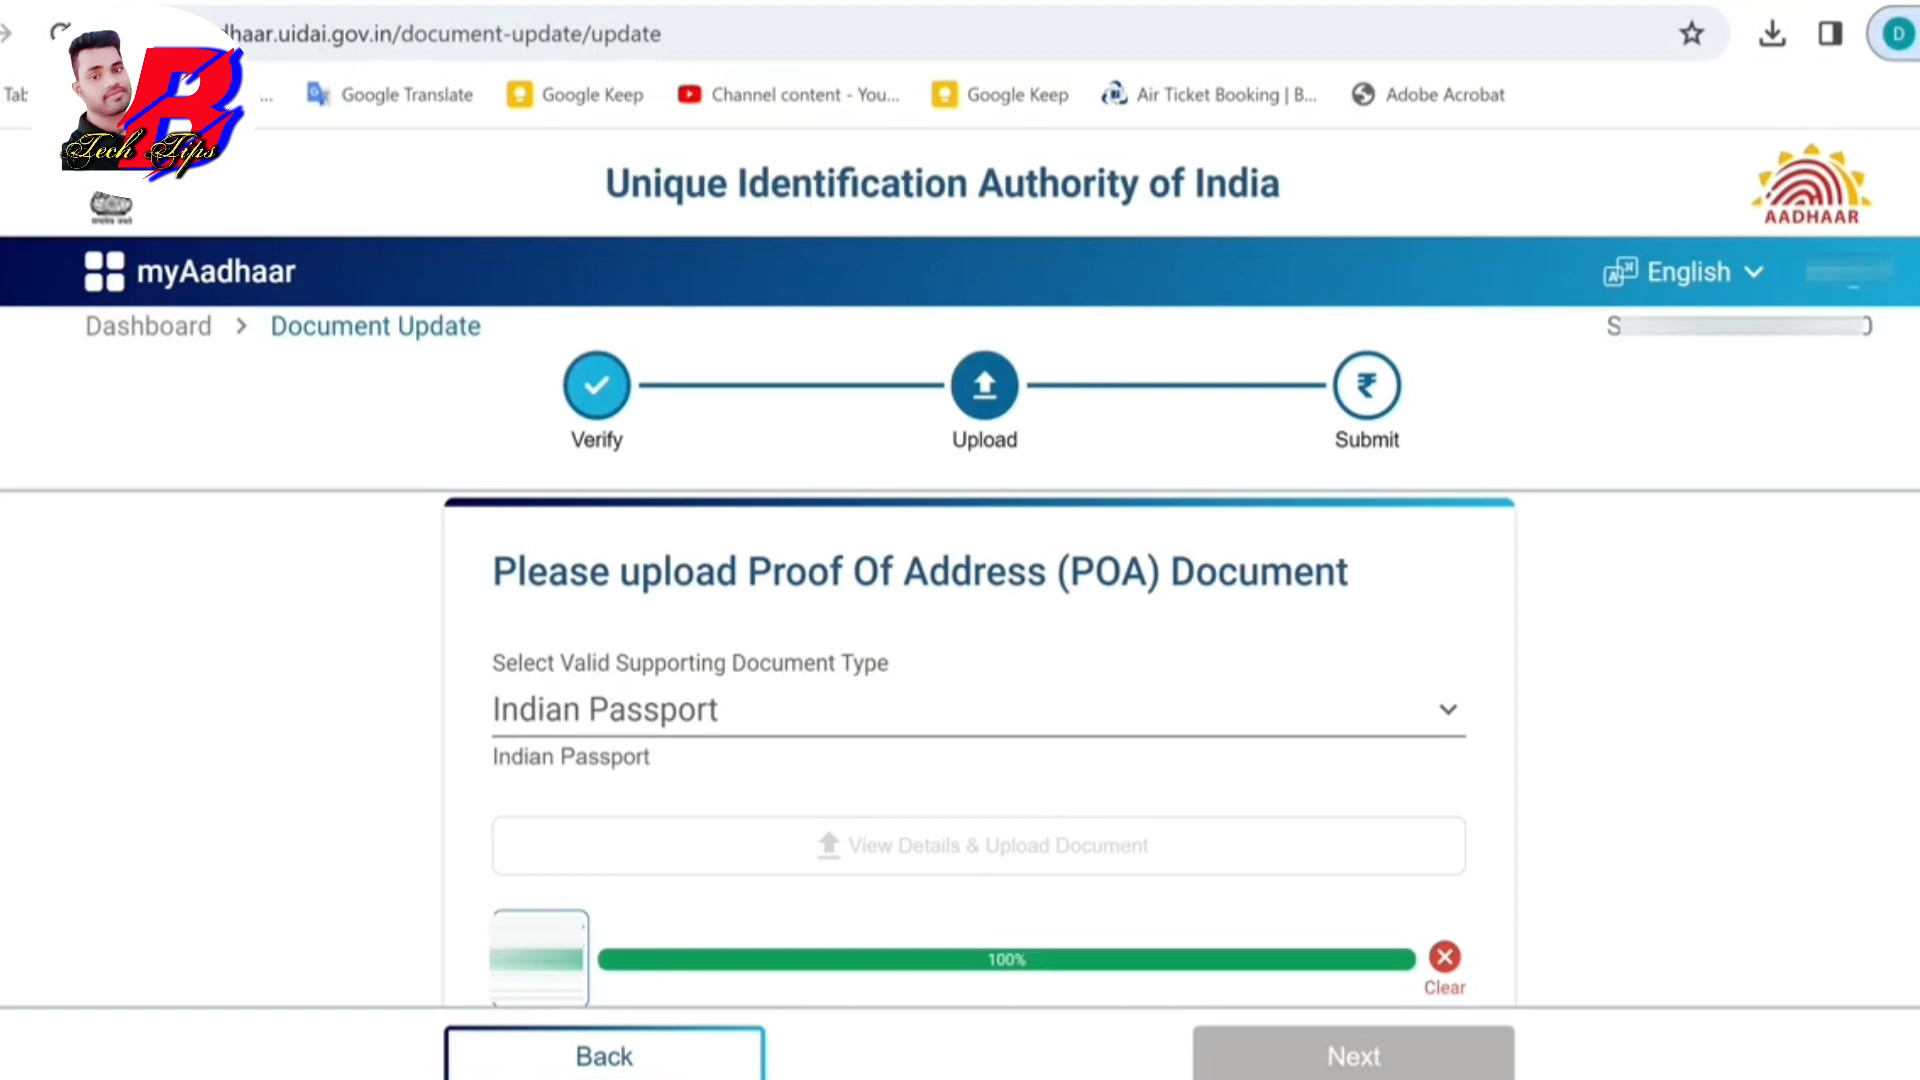 dhaar.uidai.gov.in/document-update/update
D
Tab
...
Google Translate
Google Keep
Channel content - You...
Google Keep
Air Ticket Booking | B...
Adobe Acrobat
B
Tech Tips
Unique Identification Authority of India
AADHAAR
myAadhaar
English
Dashboard > Document Update
S
Verify
Upload
₹
Submit
Please upload Proof Of Address (POA) Document
Select Valid Supporting Document Type
Indian Passport
Indian Passport
View Details & Upload Document
100%
Clear
Back
Next